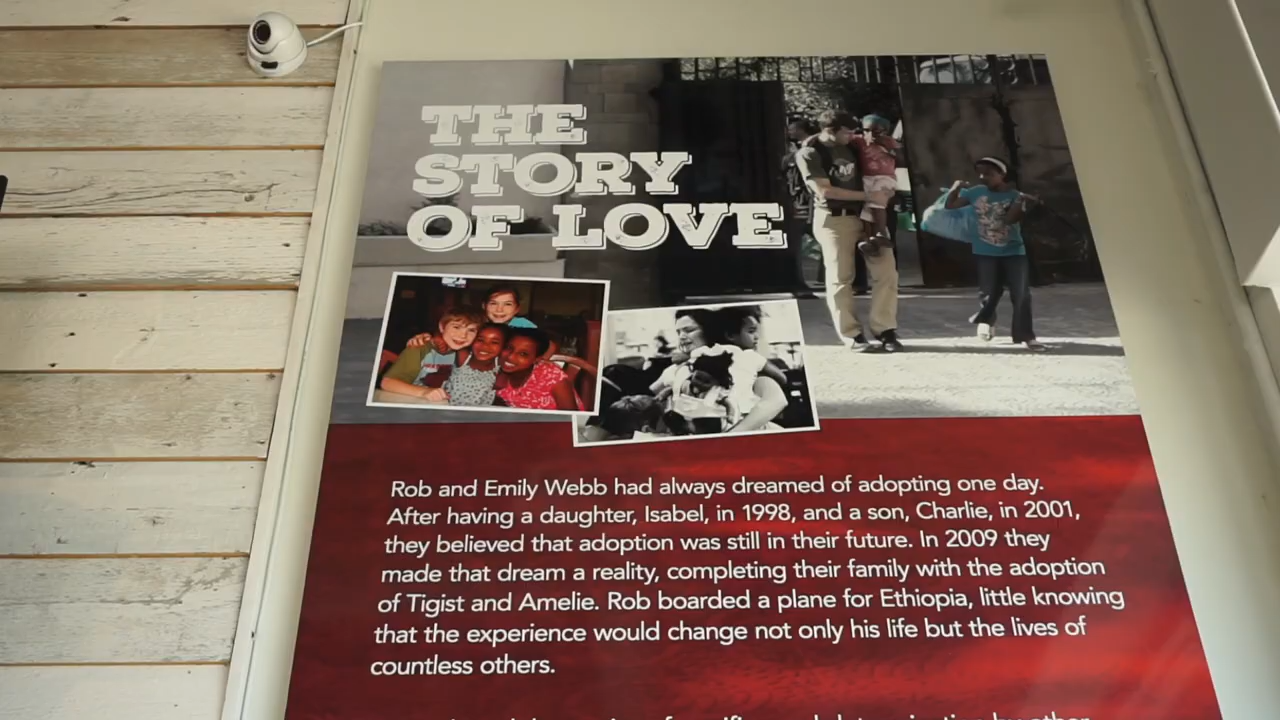 THE
STORY
OF LOVE
Rob and Emily Webb had always dreamed of adopting one day.
After having a daughter, Isabel, in 1998, and a son, Charlie, in 2001,
they believed that adoption was still in their future. In 2009 they
made that dream a reality, completing their family with the adoption
of Tigist and Amelie. Rob boarded a plane for Ethiopia, little knowing
that the experience would change not only his life but the lives of
countless others.